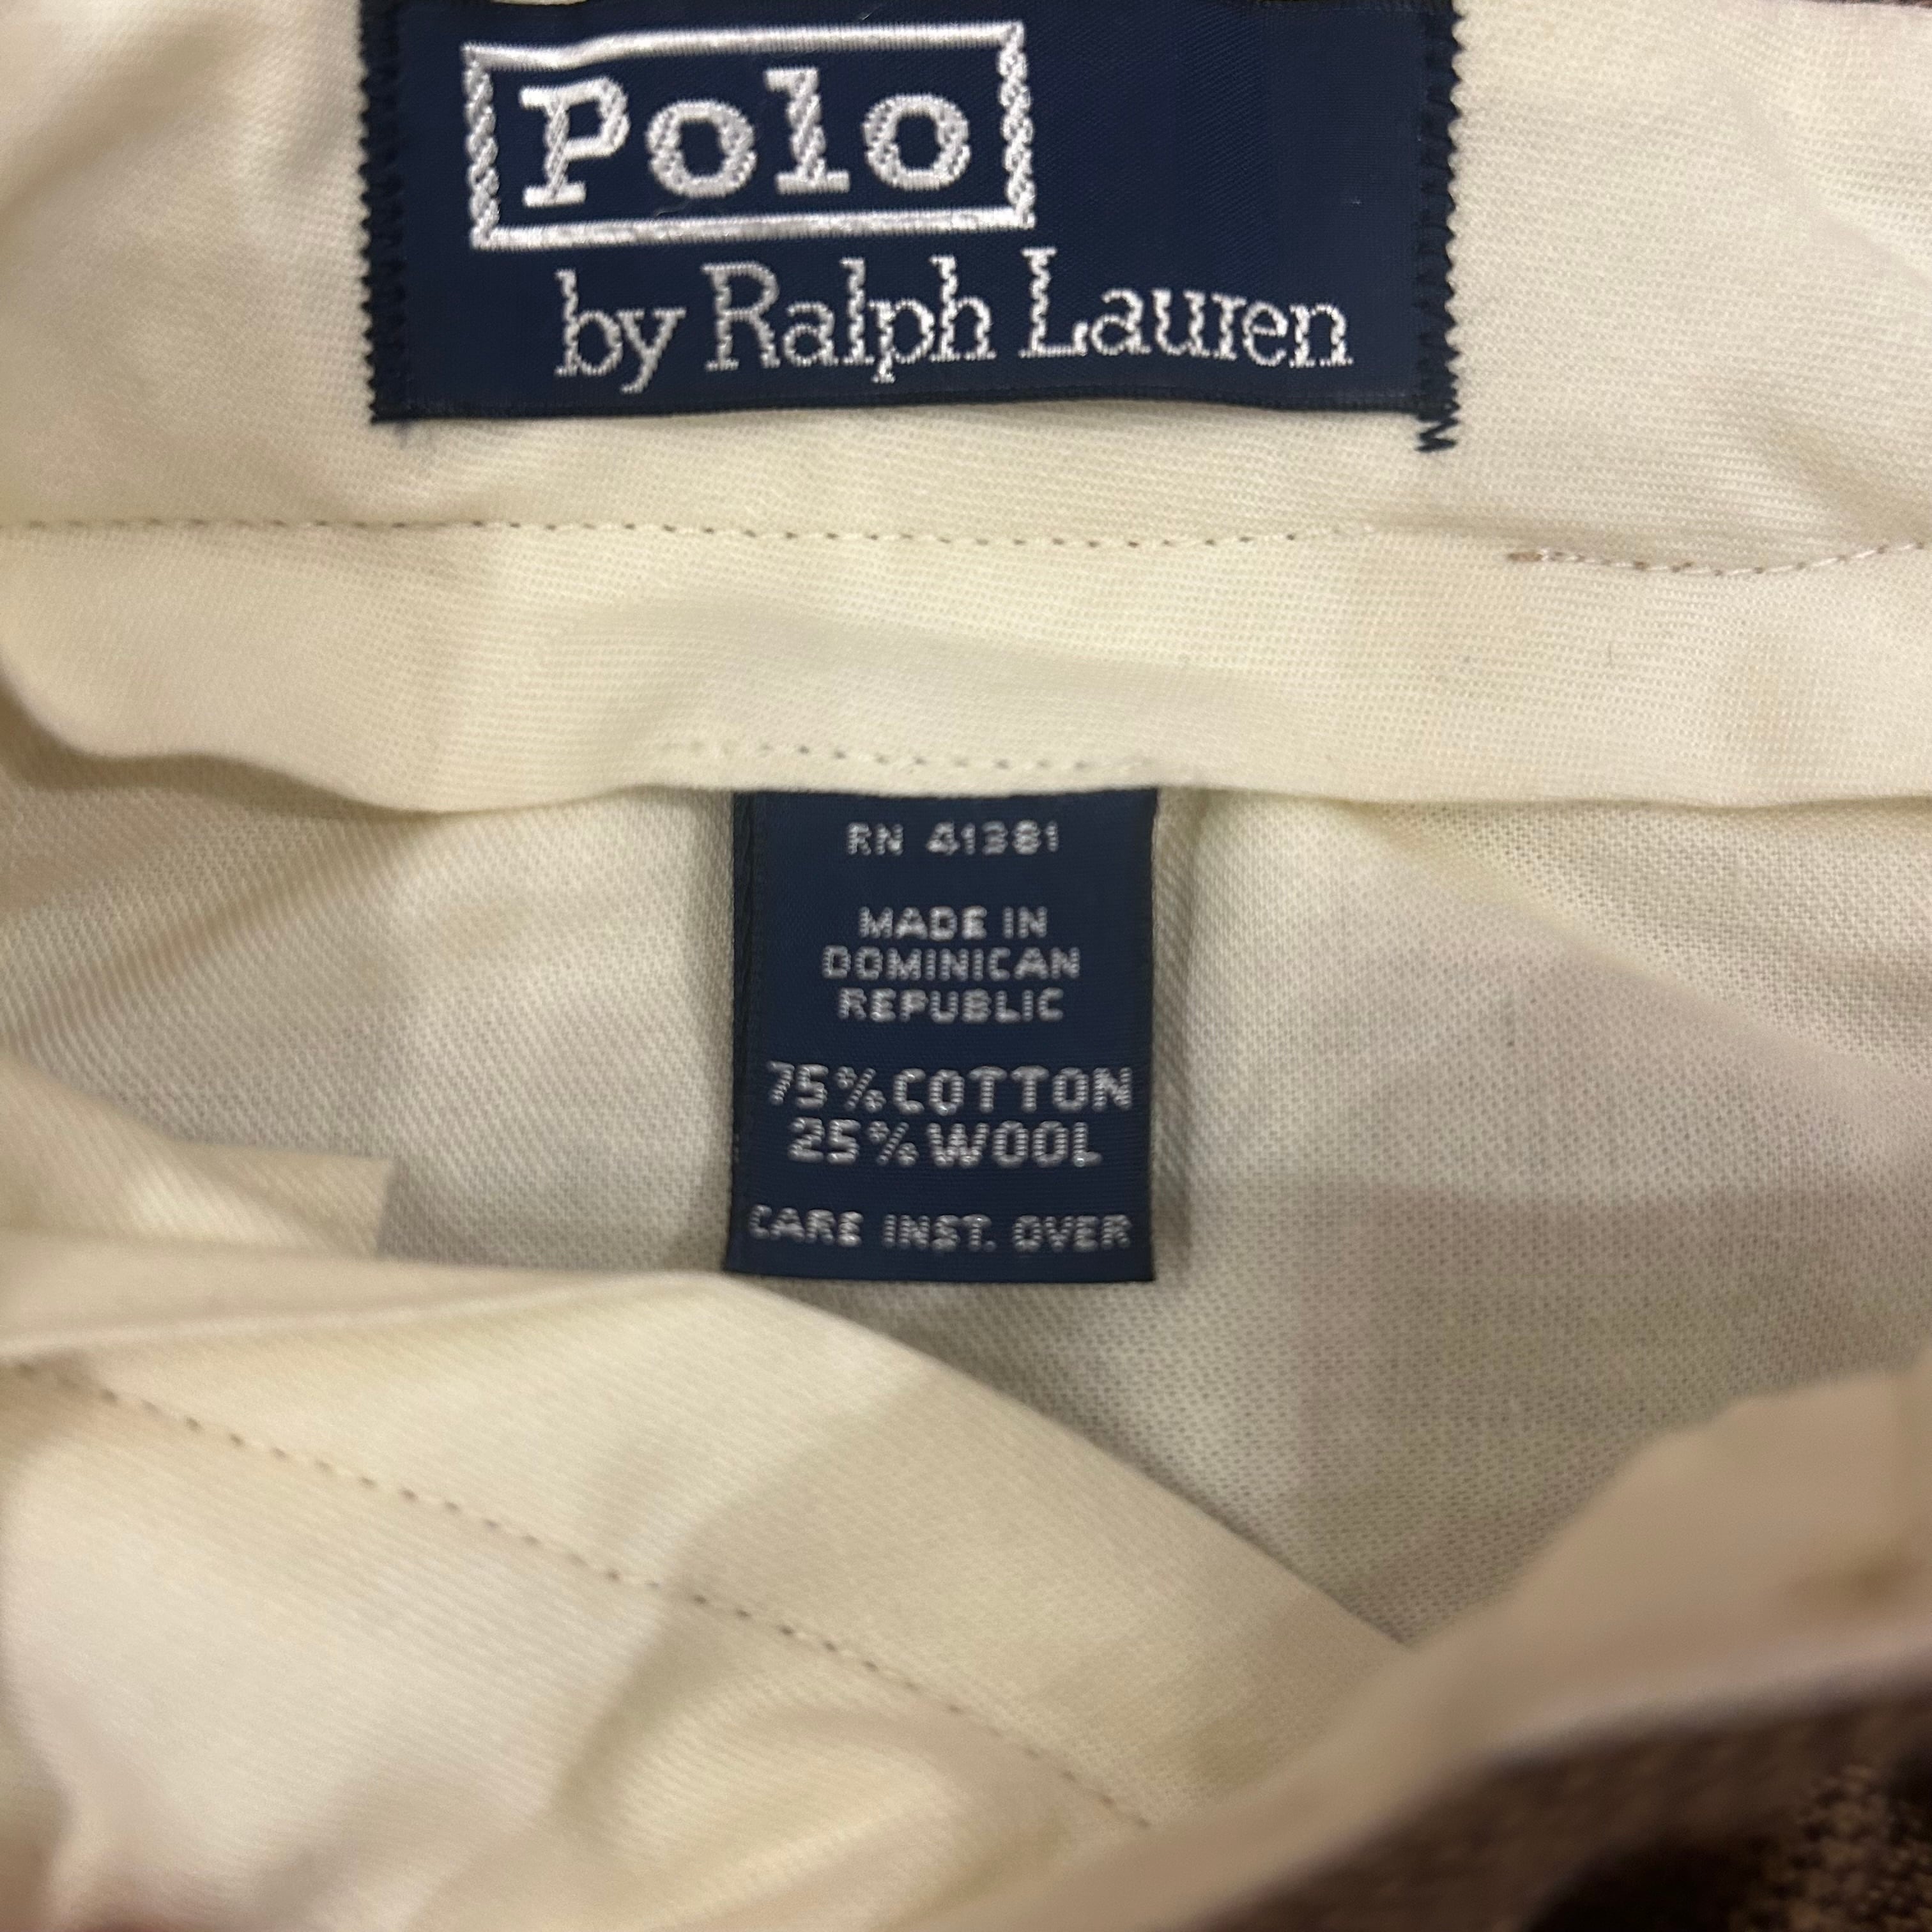 Polo
by Ralph Lauren
RN 41381
MADE IN
DOMINICAN
REPUBLIC
75% COTTON
25% WOOL
CARE INST. OVER